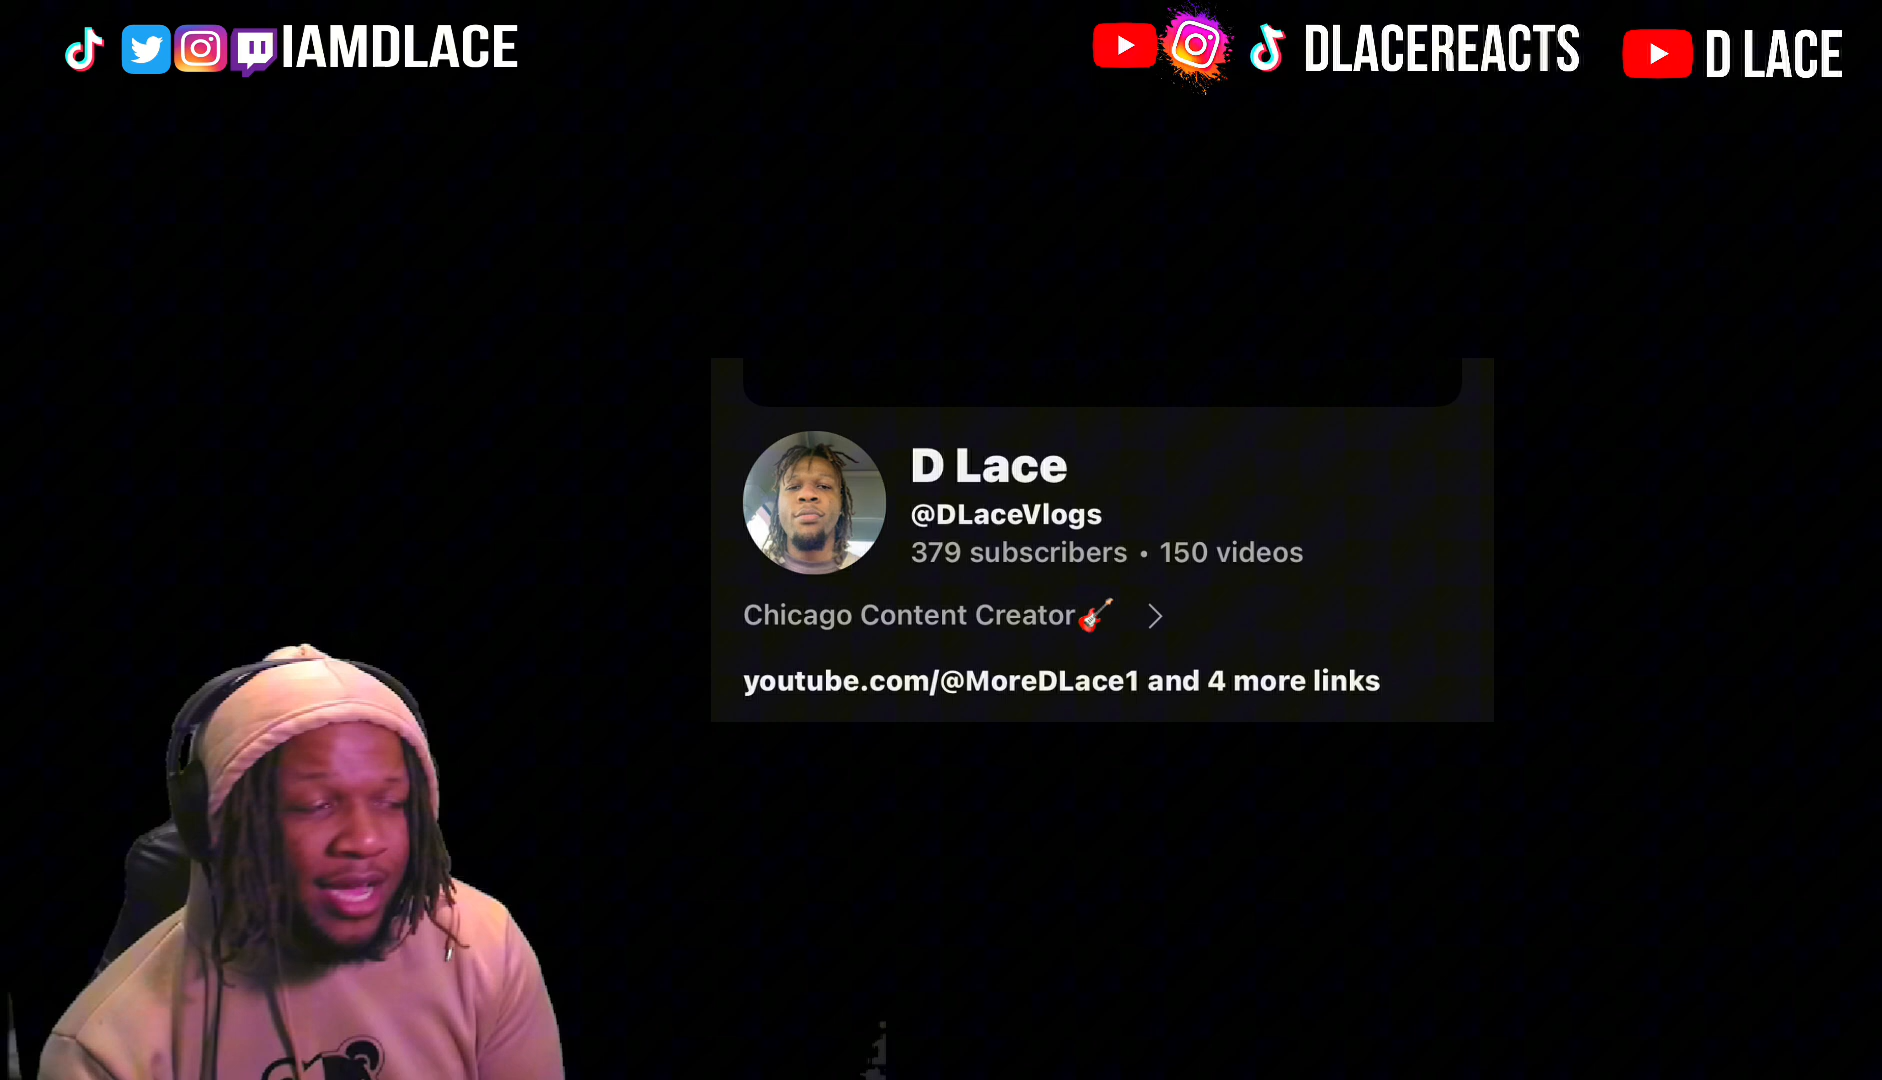 IAMDLACE
DLACEREACTS
D LACE
D Lace
@DLaceVlogs
379 subscribers • 150 videos
Chicago Content Creator🎸
youtube.com/@MoreDLace1 and 4 more links